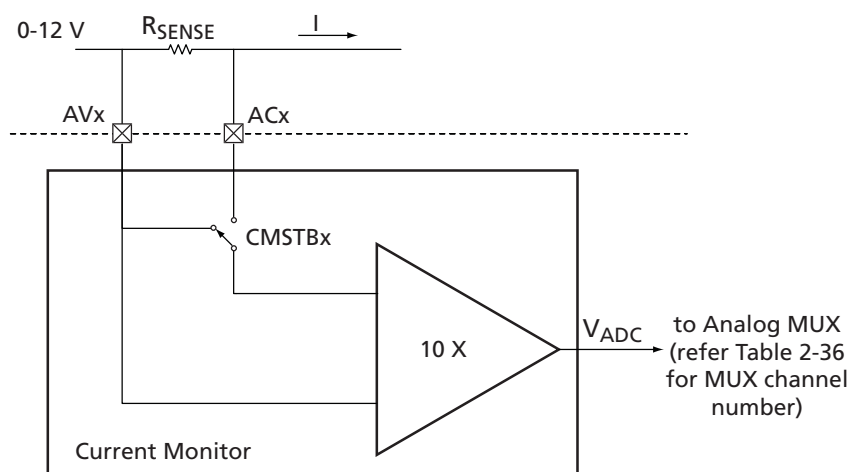 0-12 V
RSENSE
I
AVx
ACx
CMSTBx
10 X
VADC
to Analog MUX
(refer Table 2-36
for MUX channel
number)
Current Monitor